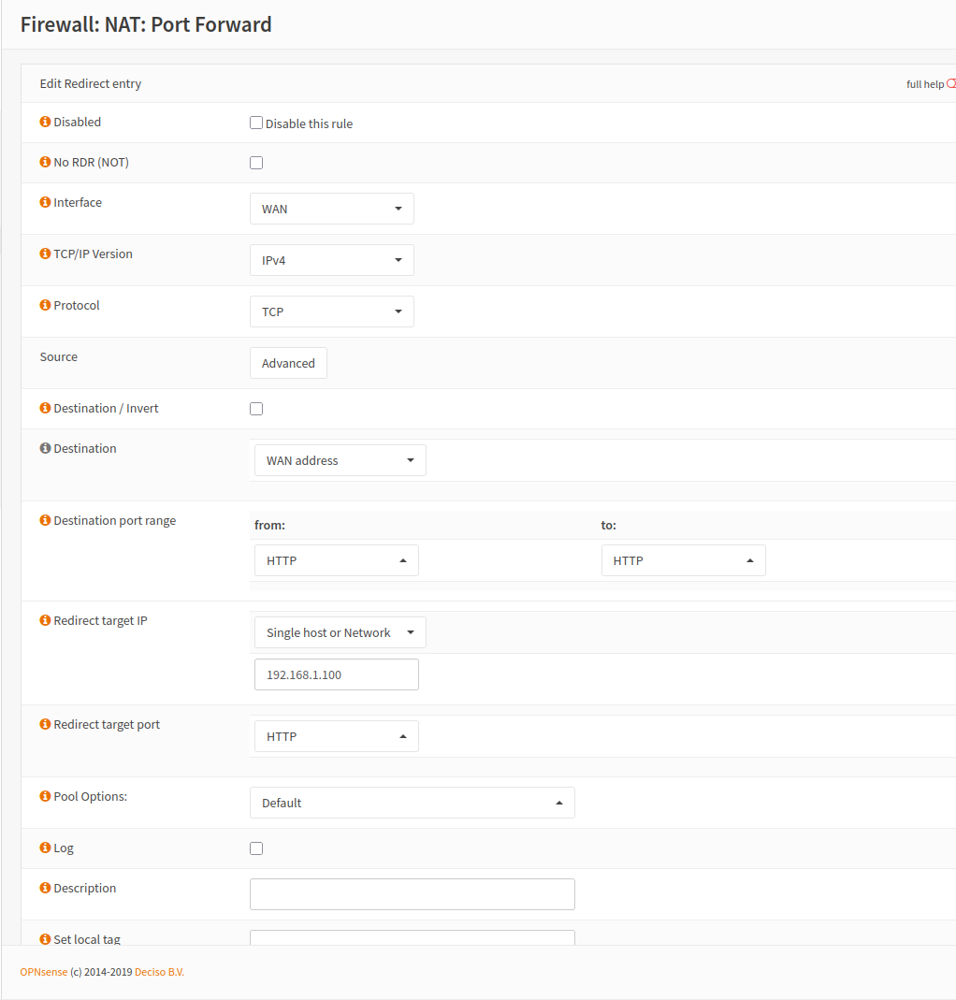 Firewall: NAT: Port Forward
Edit Redirect entry
full help
Disabled
Disable this rule
No RDR (NOT)
Interface
WAN
TCP/IP Version
IPv4
Protocol
TCP
Source
Advanced
Destination / Invert
Destination
WAN address
Destination port range
from:
to:
HTTP
HTTP
Redirect target IP
Single host or Network
192.168.1.100
Redirect target port
HTTP
Pool Options:
Default
Log
Description
Set local tag
OPNsense (c) 2014-2019 Deciso B.V.